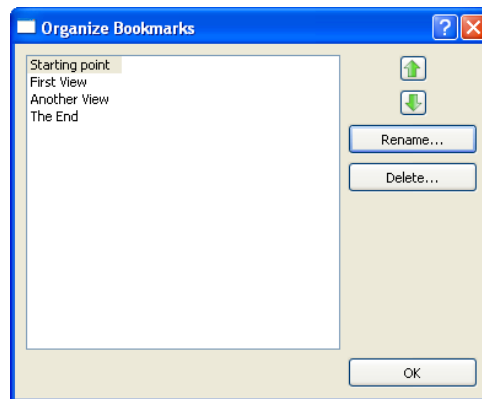 Organize Bookmarks
?
Starting point
First View
Another View
The End
Rename...
Delete...
OK